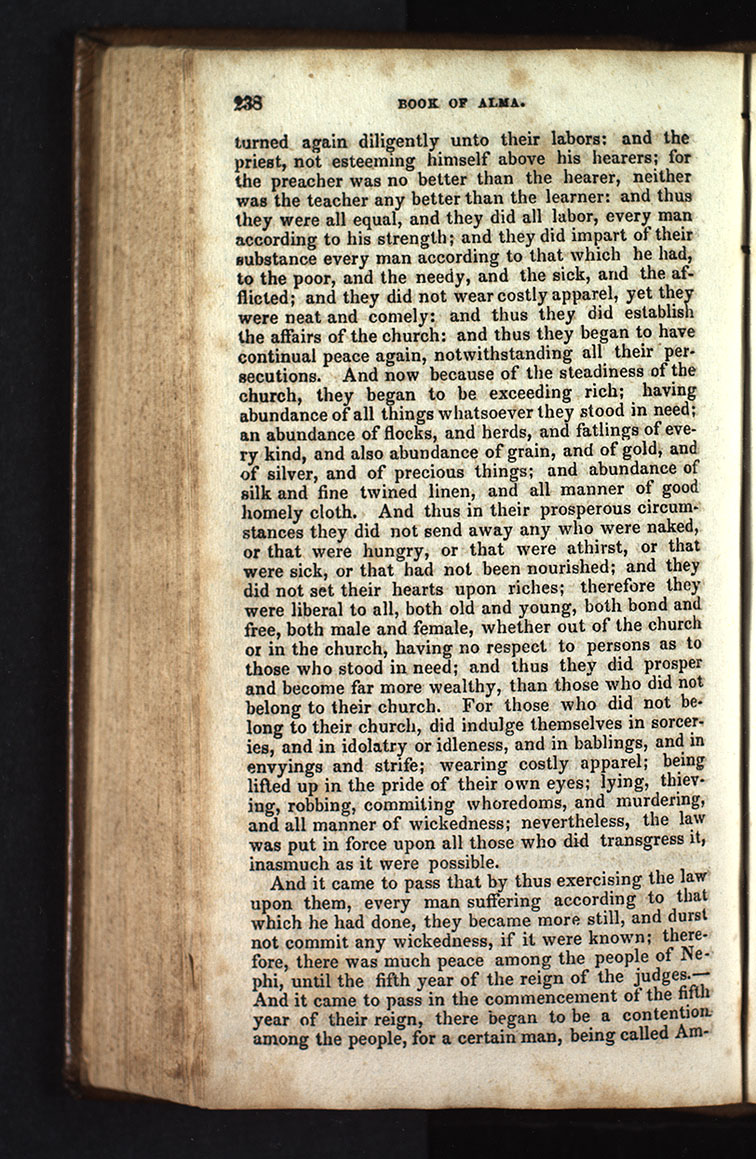 238 BOOK OF ALMA.
turned again diligently unto their labors: and the
priest, not esteeming himself above his hearers; for
the preacher was no better than the hearer, neither
was the teacher any better than the learner: and thus
they were all equal, and they did all labor, every man
according to his strength; and they did impart of their
substance every man according to that which he had,
to the poor, and the needy, and the sick, and the af-
flicted; and they did not wear costly apparel, yet they
were neat and comely: and thus they did establish
the affairs of the church: and thus they began to have
continual peace again, notwithstanding all their per-
secutions. And now because of the steadiness of the
church, they began to be exceeding rich; having
abundance of all things whatsoever they stood in need;
an abundance of flocks, and herds, and fatlings of eve-
ry kind, and also abundance of grain, and of gold, and
of silver, and of precious things; and abundance of
silk and fine twined linen, and all manner of good
homely cloth. And thus in their prosperous circum-
stances they did not send away any who were naked,
or that were hungry, or that were athirst, or that
were sick, or that had not been nourished; and they
did not set their hearts upon riches; therefore they
were liberal to all, both old and young, both bond and
free, both male and female, whether out of the church
or in the church, having no respect to persons as to
those who stood in need; and thus they did prosper
and become far more wealthy, than those who did not
belong to their church. For those who did not be-
long to their church, did indulge themselves in sorcer-
ies, and in idolatry or idleness, and in bablings, and in
envyings and strife; wearing costly apparel; being
lifted up in the pride of their own eyes; lying, thiev-
ing, robbing, commiting whoredoms, and murdering,
and all manner of wickedness; nevertheless, the law
was put in force upon all those who did transgress it,
inasmuch as it were possible.
And it came to pass that by thus exercising the law
upon them, every man suffering according to that
which he had done, they became more still, and durst
not commit any wickedness, if it were known; there-
fore, there was much peace among the people of Ne-
phi, until the fifth year of the reign of the judges.—
And it came to pass in the commencement of the fifth
year of their reign, there began to be a contention
among the people, for a certain man, being called Am-